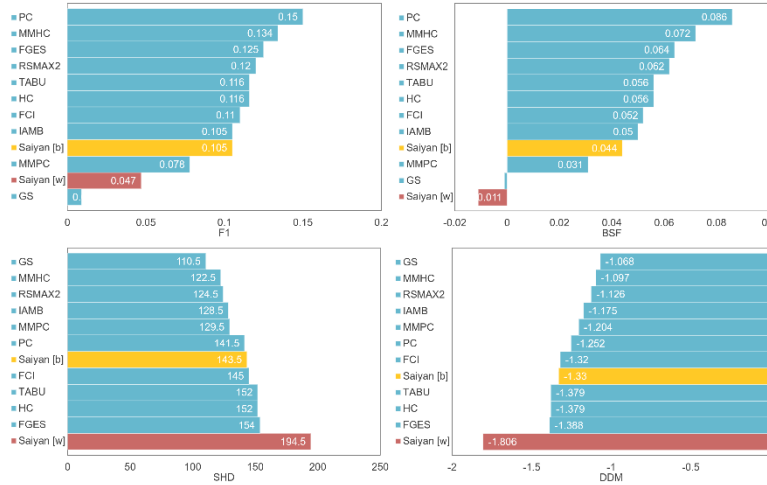 PC 0.15
MMHC 0.134
FGES 0.125
RSMAX2 0.12
TABU 0.116
HC 0.116
FCI 0.11
IAMB 0.105
Saiyan [b] 0.105
MMPC 0.078
Saiyan [w] 0.047
GS 0.
0 0.05 0.1 0.15 0.2
F1
PC 0.086
MMHC 0.072
FGES 0.064
RSMAX2 0.062
TABU 0.056
HC 0.056
FCI 0.052
IAMB 0.05
Saiyan [b] 0.044
MMPC 0.031
GS
Saiyan [w] 0.011
-0.02 0 0.02 0.04 0.06 0.08
BSF
GS 110.5
MMHC 122.5
RSMAX2 124.5
IAMB 128.5
MMPC 129.5
PC 141.5
Saiyan [b] 143.5
FCI 145
TABU 152
HC 152
FGES 154
Saiyan [w] 194.5
0 50 100 150 200 250
SHD
GS -1.068
MMHC -1.097
RSMAX2 -1.126
IAMB -1.175
MMPC -1.204
PC -1.252
FCI -1.32
Saiyan [b] -1.33
TABU -1.379
HC -1.379
FGES -1.388
Saiyan [w] -1.806
-2 -1.5 -1 -0.5
DDM